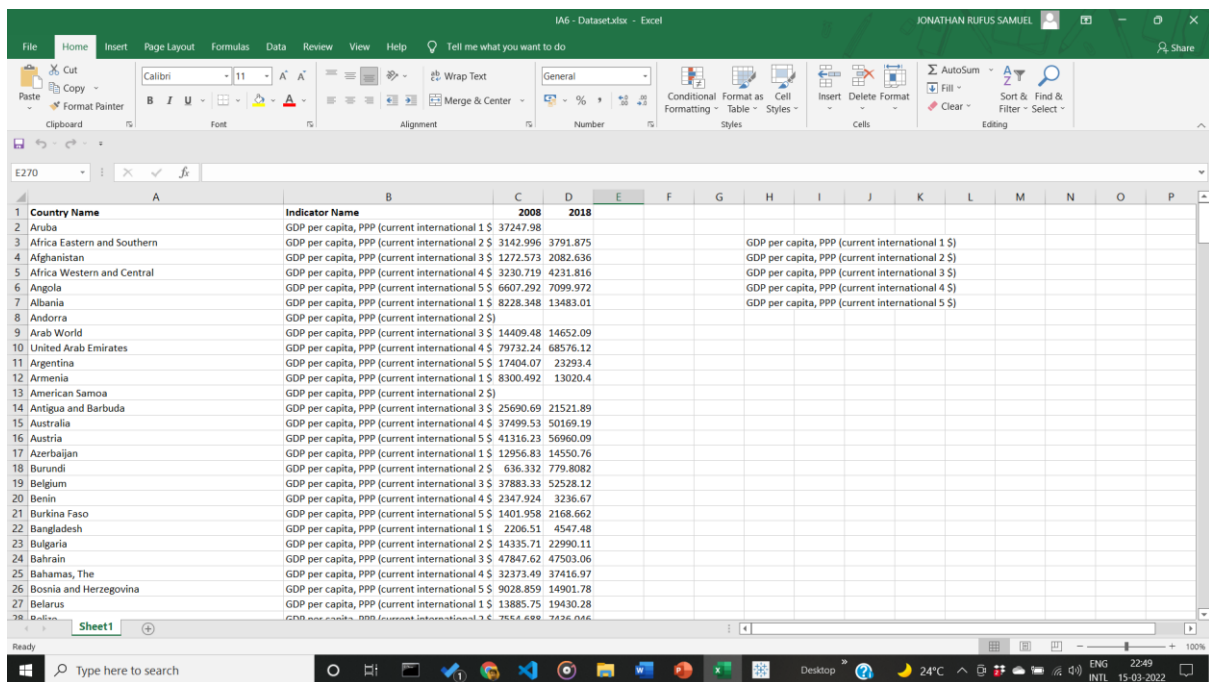 IA6 - Dataset.xlsx - Excel
JONATHAN RUFUS SAMUEL
File Home Insert Page Layout Formulas Data Review View Help Tell me what you want to do Share
Paste Cut Copy Format Painter Clipboard
Calibri 11 B I U A Font
Wrap Text Merge & Center Alignment
General % Number
Conditional Formatting Format as Table Cell Styles Styles
Insert Delete Format Cells
AutoSum Fill Clear Sort & Filter Find & Select Editing
E270 fx
A B C D E F G H I J K L M N O P
1 Country Name Indicator Name 2008 2018
2 Aruba GDP per capita, PPP (current international 1 $ 37247.98
3 Africa Eastern and Southern GDP per capita, PPP (current international 2 $ 3142.996 3791.875 GDP per capita, PPP (current international 1 $)
4 Afghanistan GDP per capita, PPP (current international 3 $ 1272.573 2082.636 GDP per capita, PPP (current international 2 $)
5 Africa Western and Central GDP per capita, PPP (current international 4 $ 3230.719 4231.816 GDP per capita, PPP (current international 3 $)
6 Angola GDP per capita, PPP (current international 5 $ 6607.292 7099.972 GDP per capita, PPP (current international 4 $)
7 Albania GDP per capita, PPP (current international 1 $ 8228.348 13483.01 GDP per capita, PPP (current international 5 $)
8 Andorra GDP per capita, PPP (current international 2 $)
9 Arab World GDP per capita, PPP (current international 3 $ 14409.48 14652.09
10 United Arab Emirates GDP per capita, PPP (current international 4 $ 79732.24 68576.12
11 Argentina GDP per capita, PPP (current international 5 $ 17404.07 23293.4
12 Armenia GDP per capita, PPP (current international 1 $ 8300.492 13020.4
13 American Samoa GDP per capita, PPP (current international 2 $)
14 Antigua and Barbuda GDP per capita, PPP (current international 3 $ 25690.69 21521.89
15 Australia GDP per capita, PPP (current international 4 $ 37499.53 50169.19
16 Austria GDP per capita, PPP (current international 5 $ 41316.23 56960.09
17 Azerbaijan GDP per capita, PPP (current international 1 $ 12956.83 14550.76
18 Burundi GDP per capita, PPP (current international 2 $ 636.332 779.8082
19 Belgium GDP per capita, PPP (current international 3 $ 37883.33 52528.12
20 Benin GDP per capita, PPP (current international 4 $ 2347.924 3236.67
21 Burkina Faso GDP per capita, PPP (current international 5 $ 1401.958 2168.662
22 Bangladesh GDP per capita, PPP (current international 1 $ 2206.51 4547.48
23 Bulgaria GDP per capita, PPP (current international 2 $ 14335.71 22990.11
24 Bahrain GDP per capita, PPP (current international 3 $ 47847.62 47503.06
25 Bahamas, The GDP per capita, PPP (current international 4 $ 32373.49 37416.97
26 Bosnia and Herzegovina GDP per capita, PPP (current international 5 $ 9028.859 14901.78
27 Belarus GDP per capita, PPP (current international 1 $ 13885.75 19430.28
28 Belize GDP per capita, PPP (current international 2 $ 7554.688 7436.046
Sheet1
Ready 100%
Type here to search Desktop 24°C ENG INTL 22:49 15-03-2022